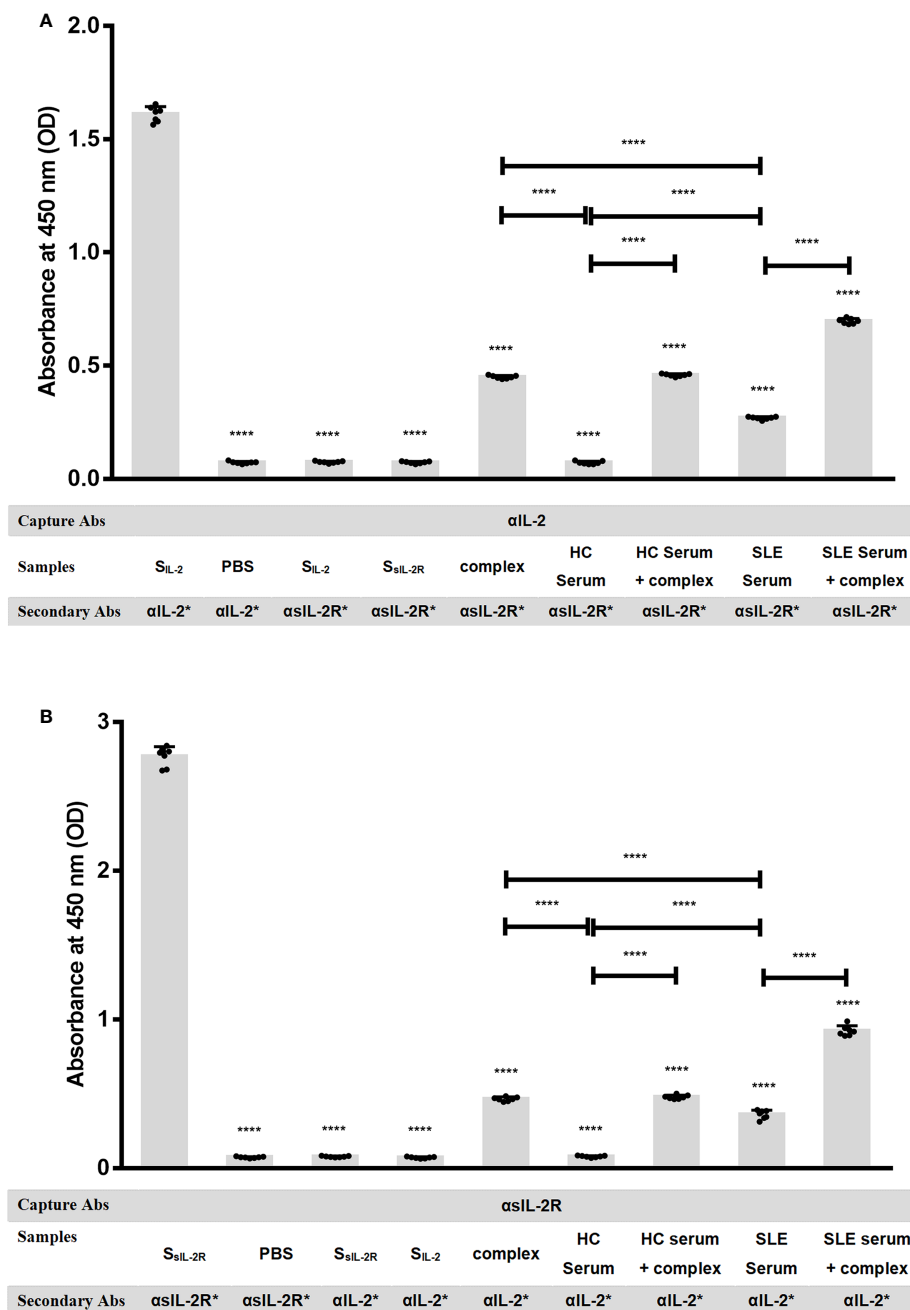 A
2.0
1.5
1.0
0.5
0.0
Absorbance at 450 nm (OD)
****
**** ****
**** ****
****
**** ****
****
**** **** **** ****
Capture Abs αIL-2
Samples SIL-2 PBS SIL-2 SsIL-2R complex HC Serum HC Serum + complex SLE Serum SLE Serum + complex
Secondary Abs αIL-2* αIL-2* αsIL-2R* αsIL-2R* αsIL-2R* αsIL-2R* αsIL-2R* αsIL-2R* αsIL-2R*
B
3
2
1
0
Absorbance at 450 nm (OD)
****
**** ****
**** ****
****
**** ****
****
**** **** **** ****
Capture Abs αsIL-2R
Samples SsIL-2R PBS SsIL-2R SIL-2 complex HC Serum HC serum + complex SLE Serum SLE serum + complex
Secondary Abs αsIL-2R* αsIL-2R* αIL-2* αIL-2* αIL-2* αIL-2* αIL-2* αIL-2* αIL-2*